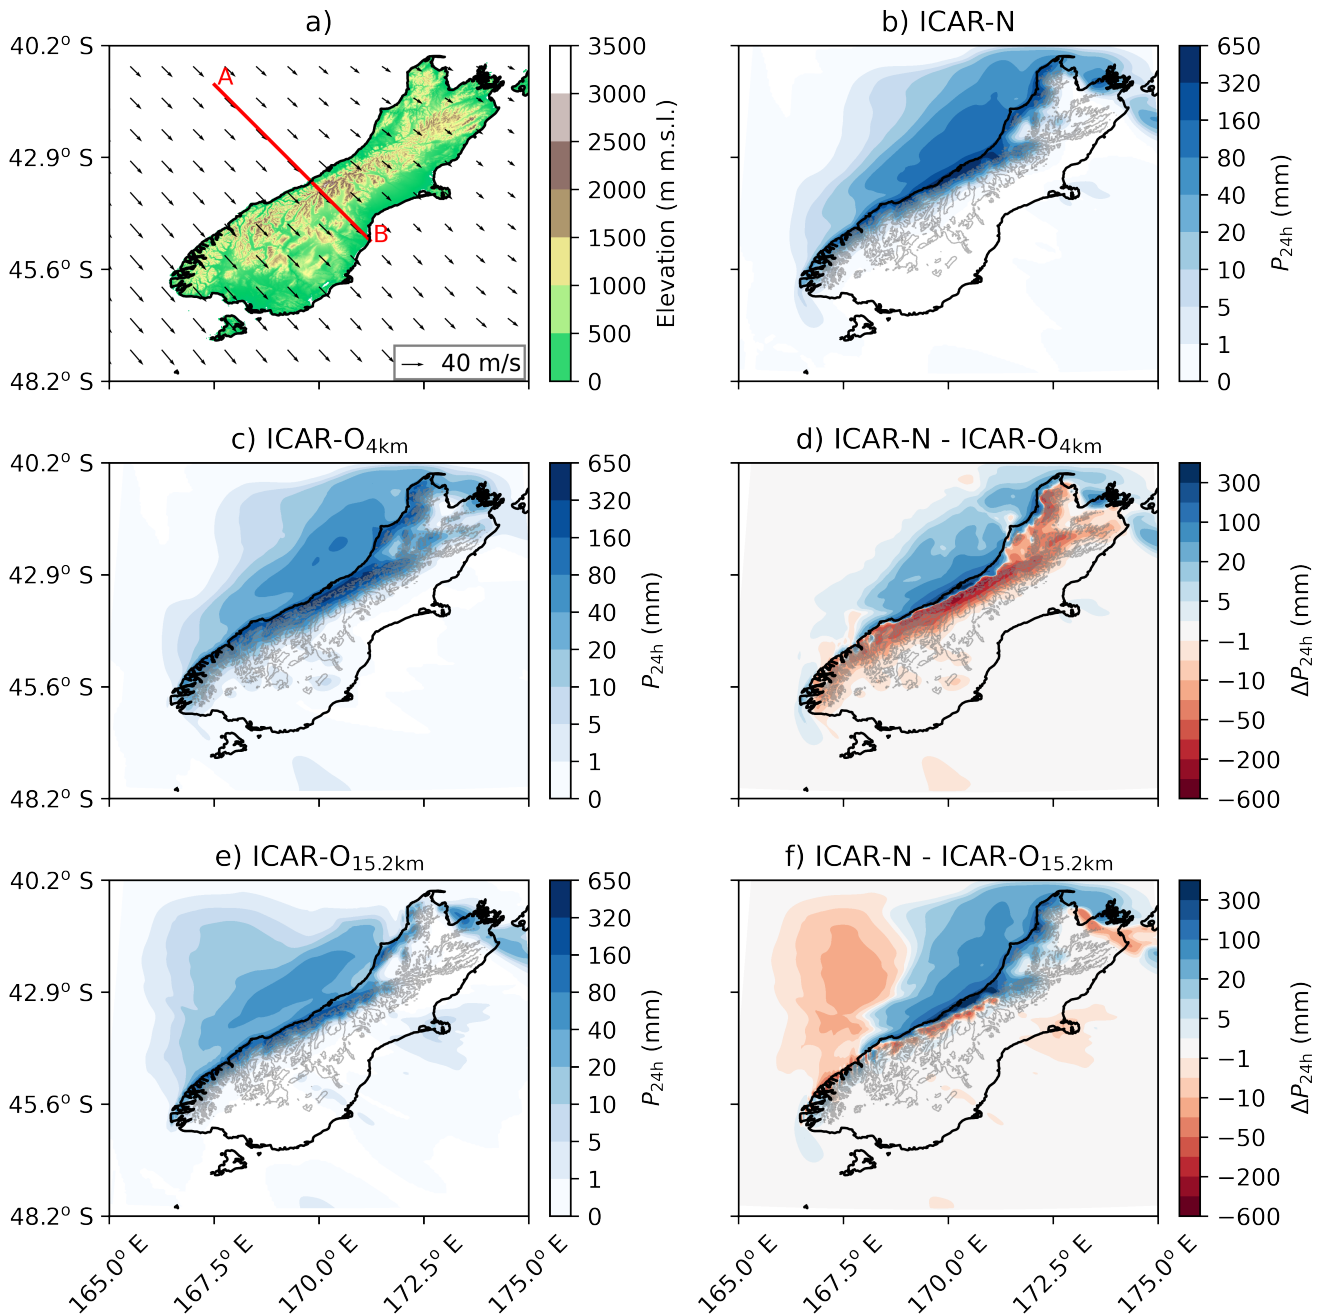 a)
40.2° S
42.9° S
45.6° S
48.2° S
A
B
40 m/s
3500
3000
2500
2000
1500
1000
500
0
Elevation (m m.s.l.)
b) ICAR-N
650
320
160
80
40
20
10
5
1
0
P24h (mm)
c) ICAR-O4km
40.2° S
42.9° S
45.6° S
48.2° S
650
320
160
80
40
20
10
5
1
0
P24h (mm)
d) ICAR-N - ICAR-O4km
300
100
20
5
−1
−10
−50
−200
−600
ΔP24h (mm)
e) ICAR-O15.2km
40.2° S
42.9° S
45.6° S
48.2° S
165.0° E
167.5° E
170.0° E
172.5° E
175.0° E
650
320
160
80
40
20
10
5
1
0
P24h (mm)
f) ICAR-N - ICAR-O15.2km
165.0° E
167.5° E
170.0° E
172.5° E
175.0° E
300
100
20
5
−1
−10
−50
−200
−600
ΔP24h (mm)